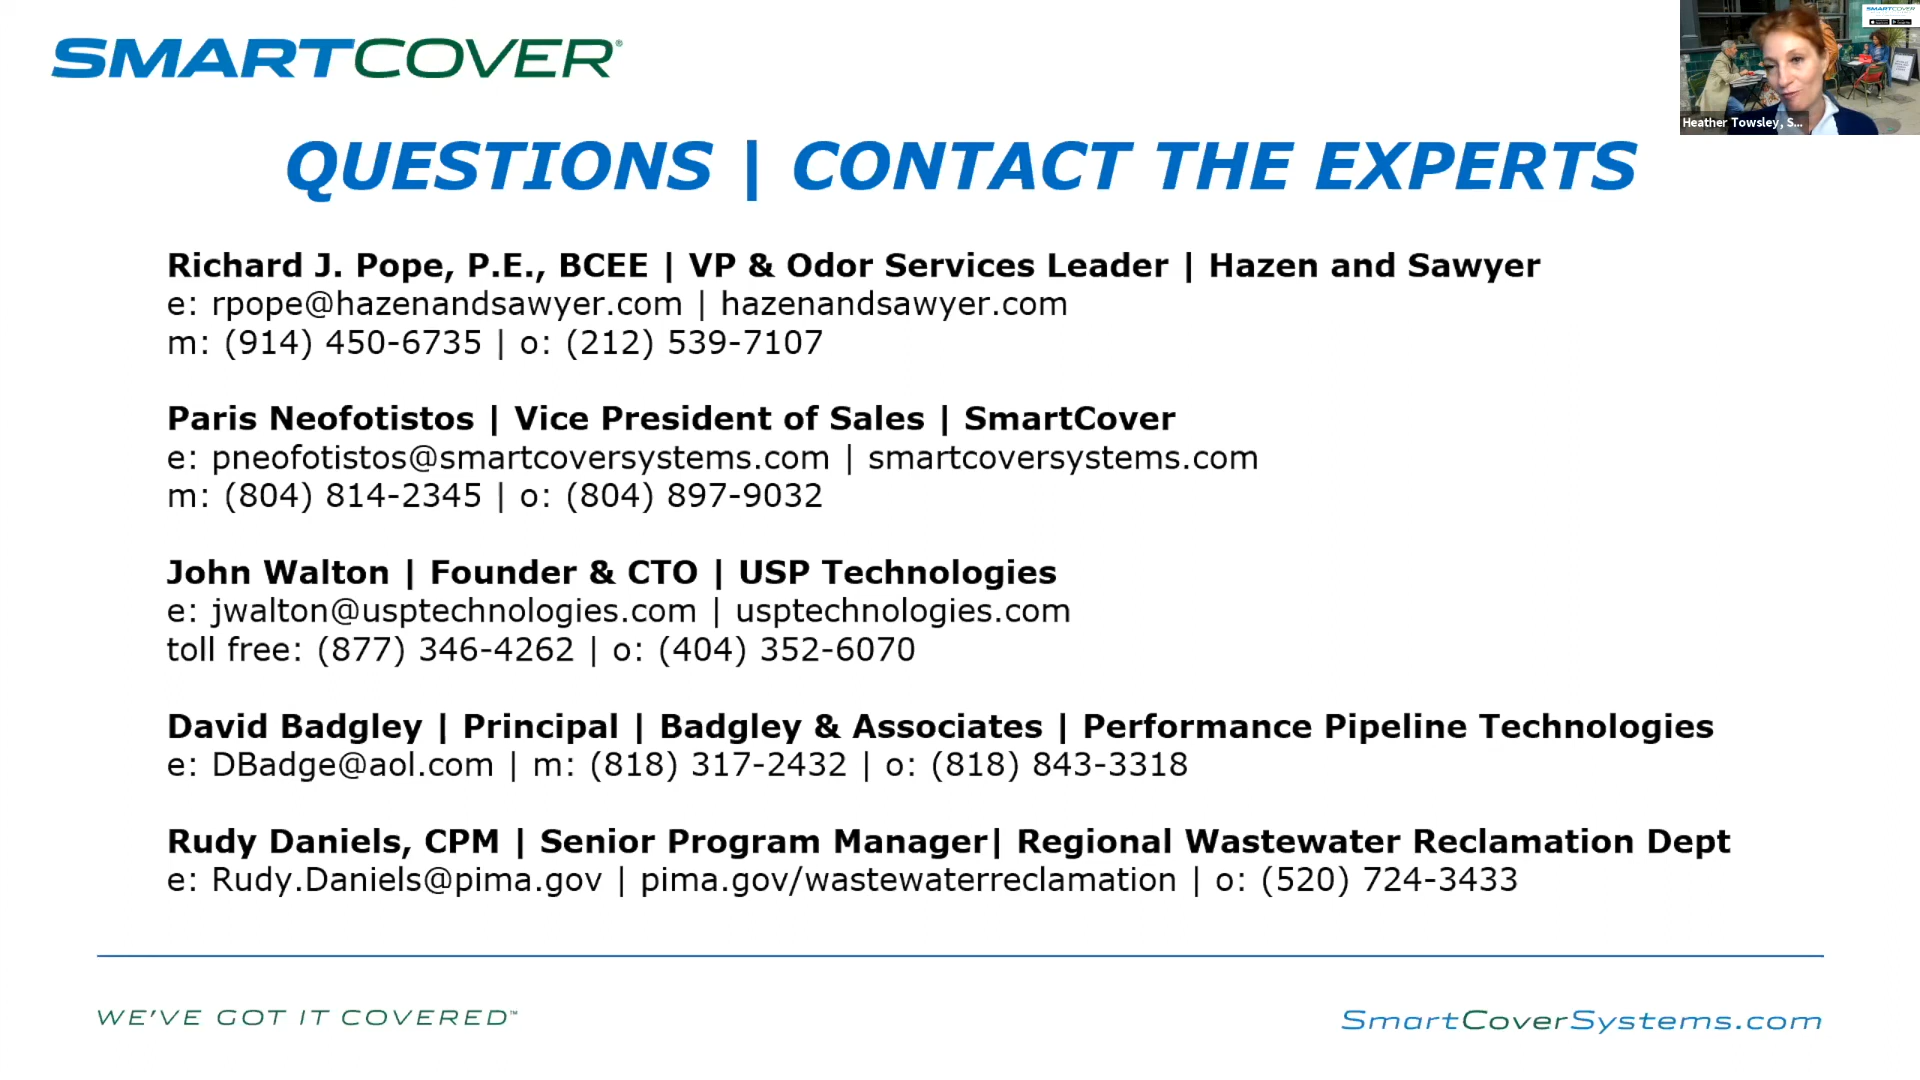 SMARTCOVER®
SMARTCOVER
Heather Towsley, S...
QUESTIONS | CONTACT THE EXPERTS
Richard J. Pope, P.E., BCEE | VP & Odor Services Leader | Hazen and Sawyer
e: rpope@hazenandsawyer.com | hazenandsawyer.com
m: (914) 450-6735 | o: (212) 539-7107
Paris Neofotistos | Vice President of Sales | SmartCover
e: pneofotistos@smartcoversystems.com | smartcoversystems.com
m: (804) 814-2345 | o: (804) 897-9032
John Walton | Founder & CTO | USP Technologies
e: jwalton@usptechnologies.com | usptechnologies.com
toll free: (877) 346-4262 | o: (404) 352-6070
David Badgley | Principal | Badgley & Associates | Performance Pipeline Technologies
e: DBadge@aol.com | m: (818) 317-2432 | o: (818) 843-3318
Rudy Daniels, CPM | Senior Program Manager| Regional Wastewater Reclamation Dept
e: Rudy.Daniels@pima.gov | pima.gov/wastewaterreclamation | o: (520) 724-3433
WE'VE GOT IT COVERED™
SmartCoverSystems.com